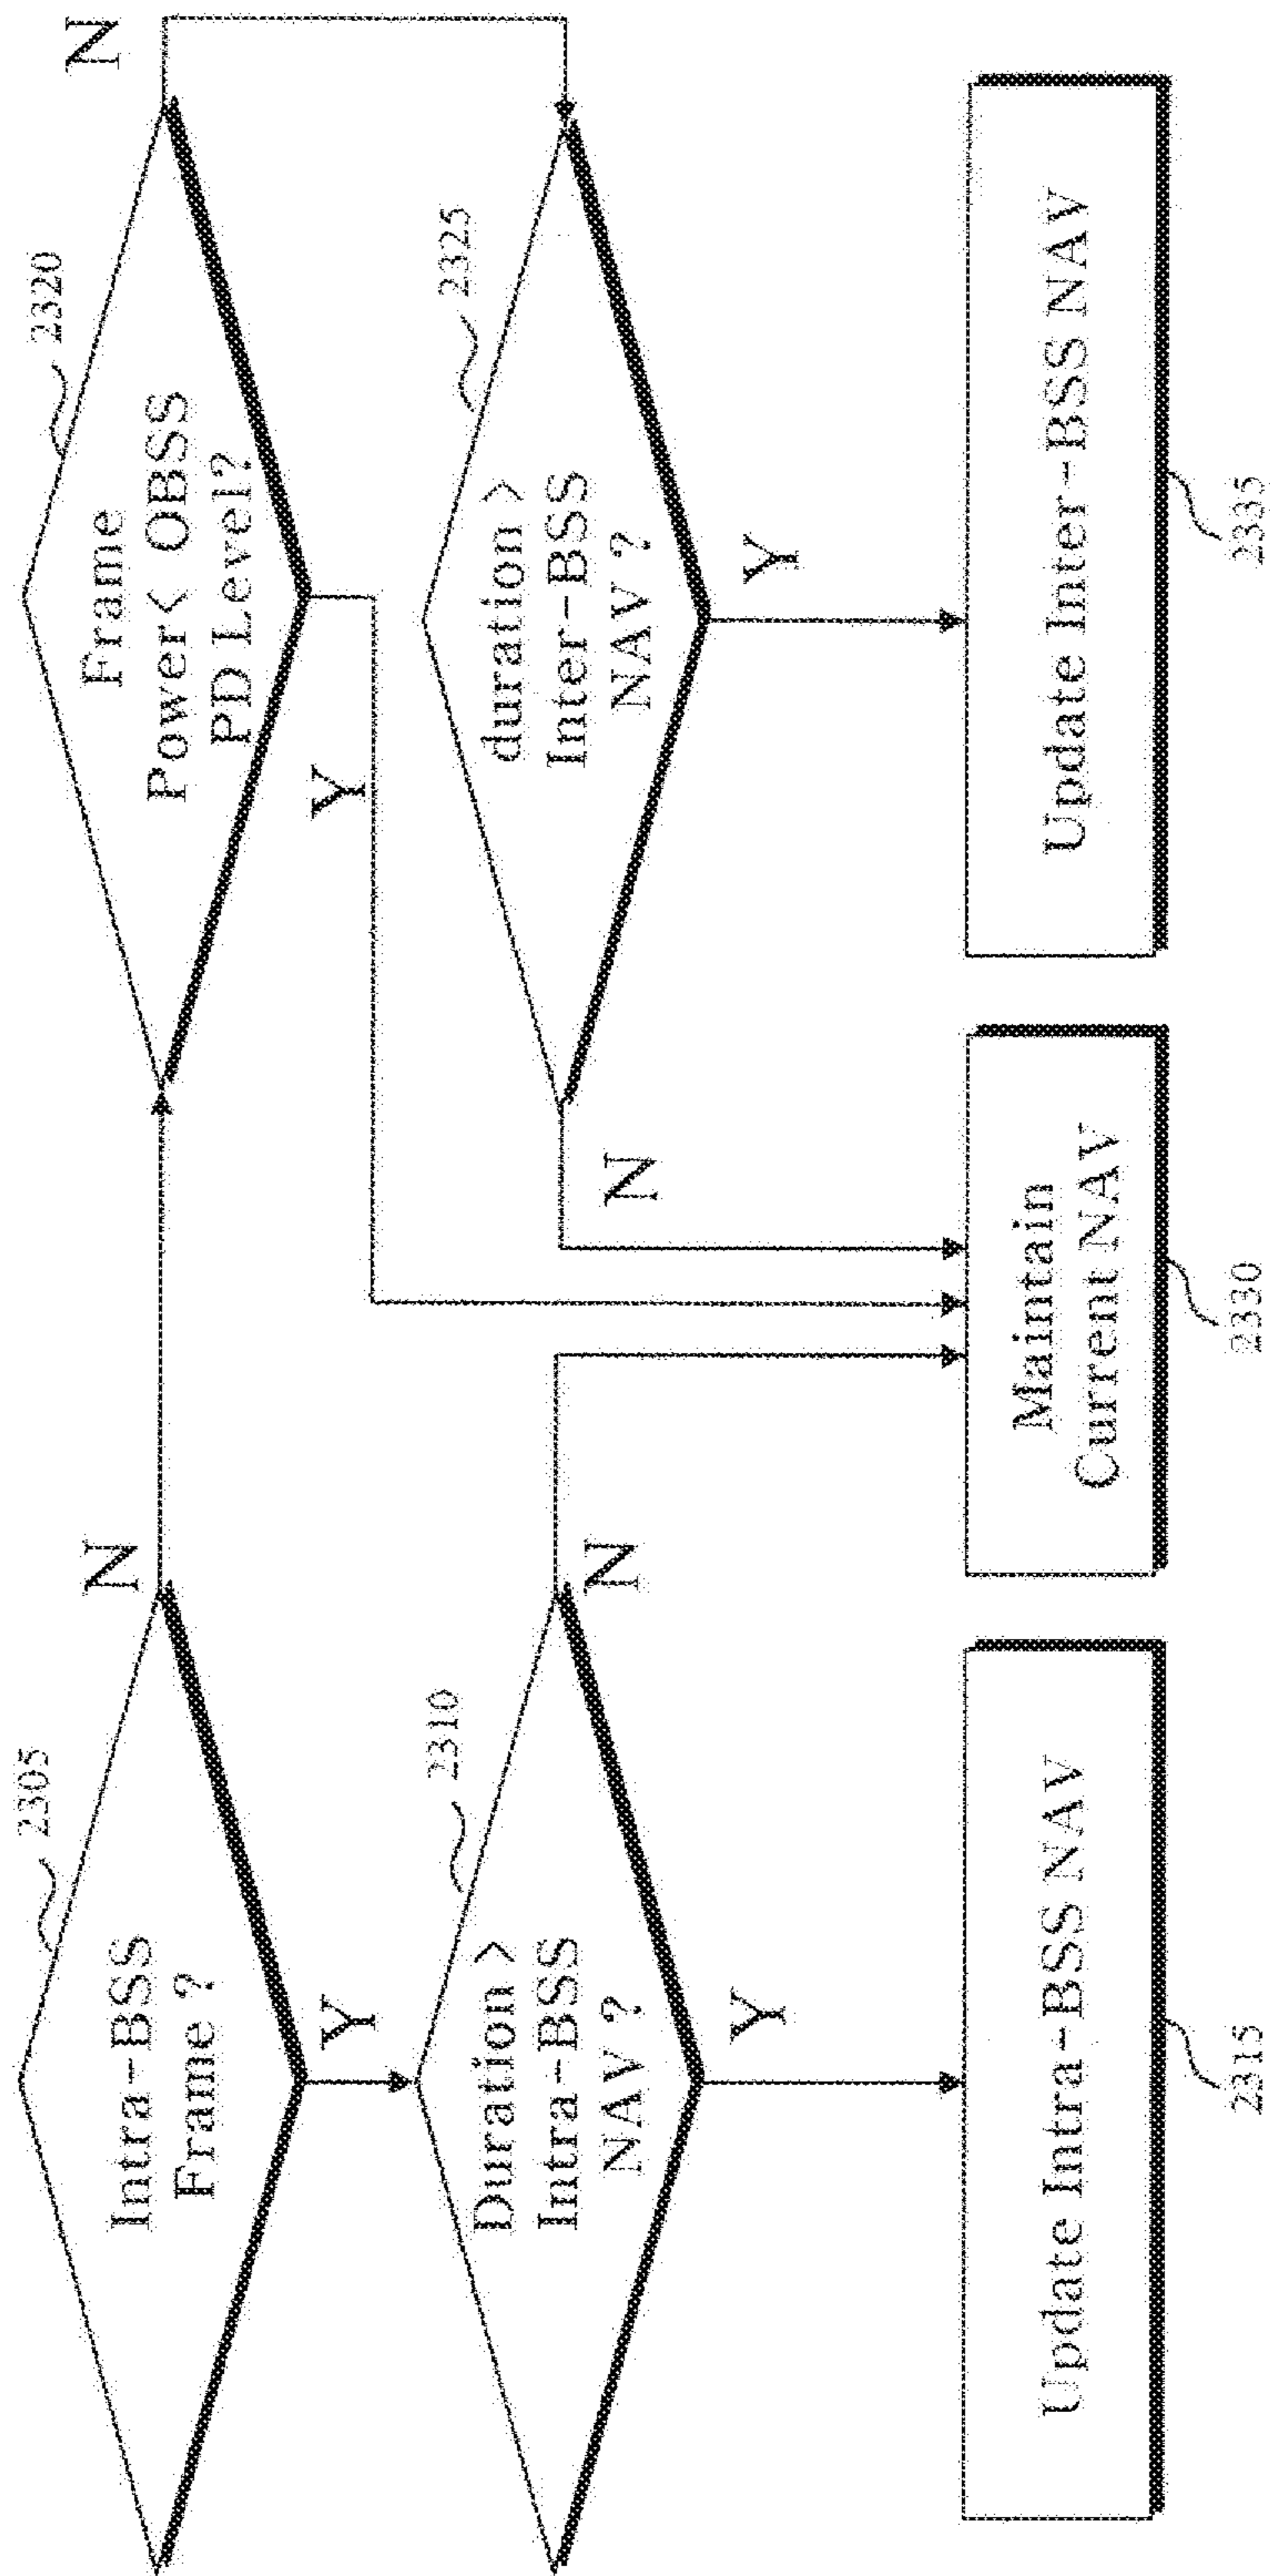 2305
Intra-BSS
Frame ?
N
Y
2310
Duration >
Intra-BSS
NAV ?
N
Y
Update Intra-BSS NAV
2315
2320
Frame
Power< OBSS
PD Level?
N
Y
2325
duration >
Inter-BSS
NAV ?
N
Y
Maintain
Current NAV
2330
Update Inter-BSS NAV
2335